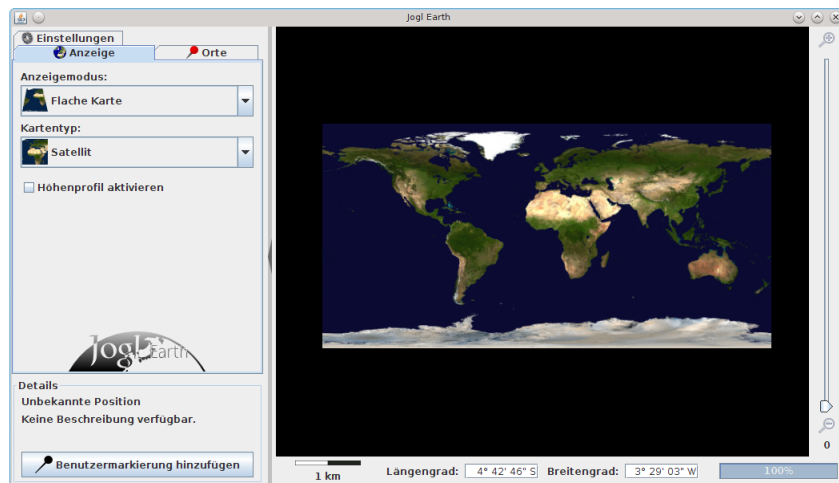 Jogl Earth
Einstellungen
Anzeige
Orte
Anzeigemodus:
Flache Karte
Kartentyp:
Satellit
Höhenprofil aktivieren
Jogl Earth
Details
Unbekannte Position
Keine Beschreibung verfügbar.
Benutzermarkierung hinzufügen
1 km
Längengrad: 4° 42' 46" S Breitengrad: 3° 29' 03" W 100%
0